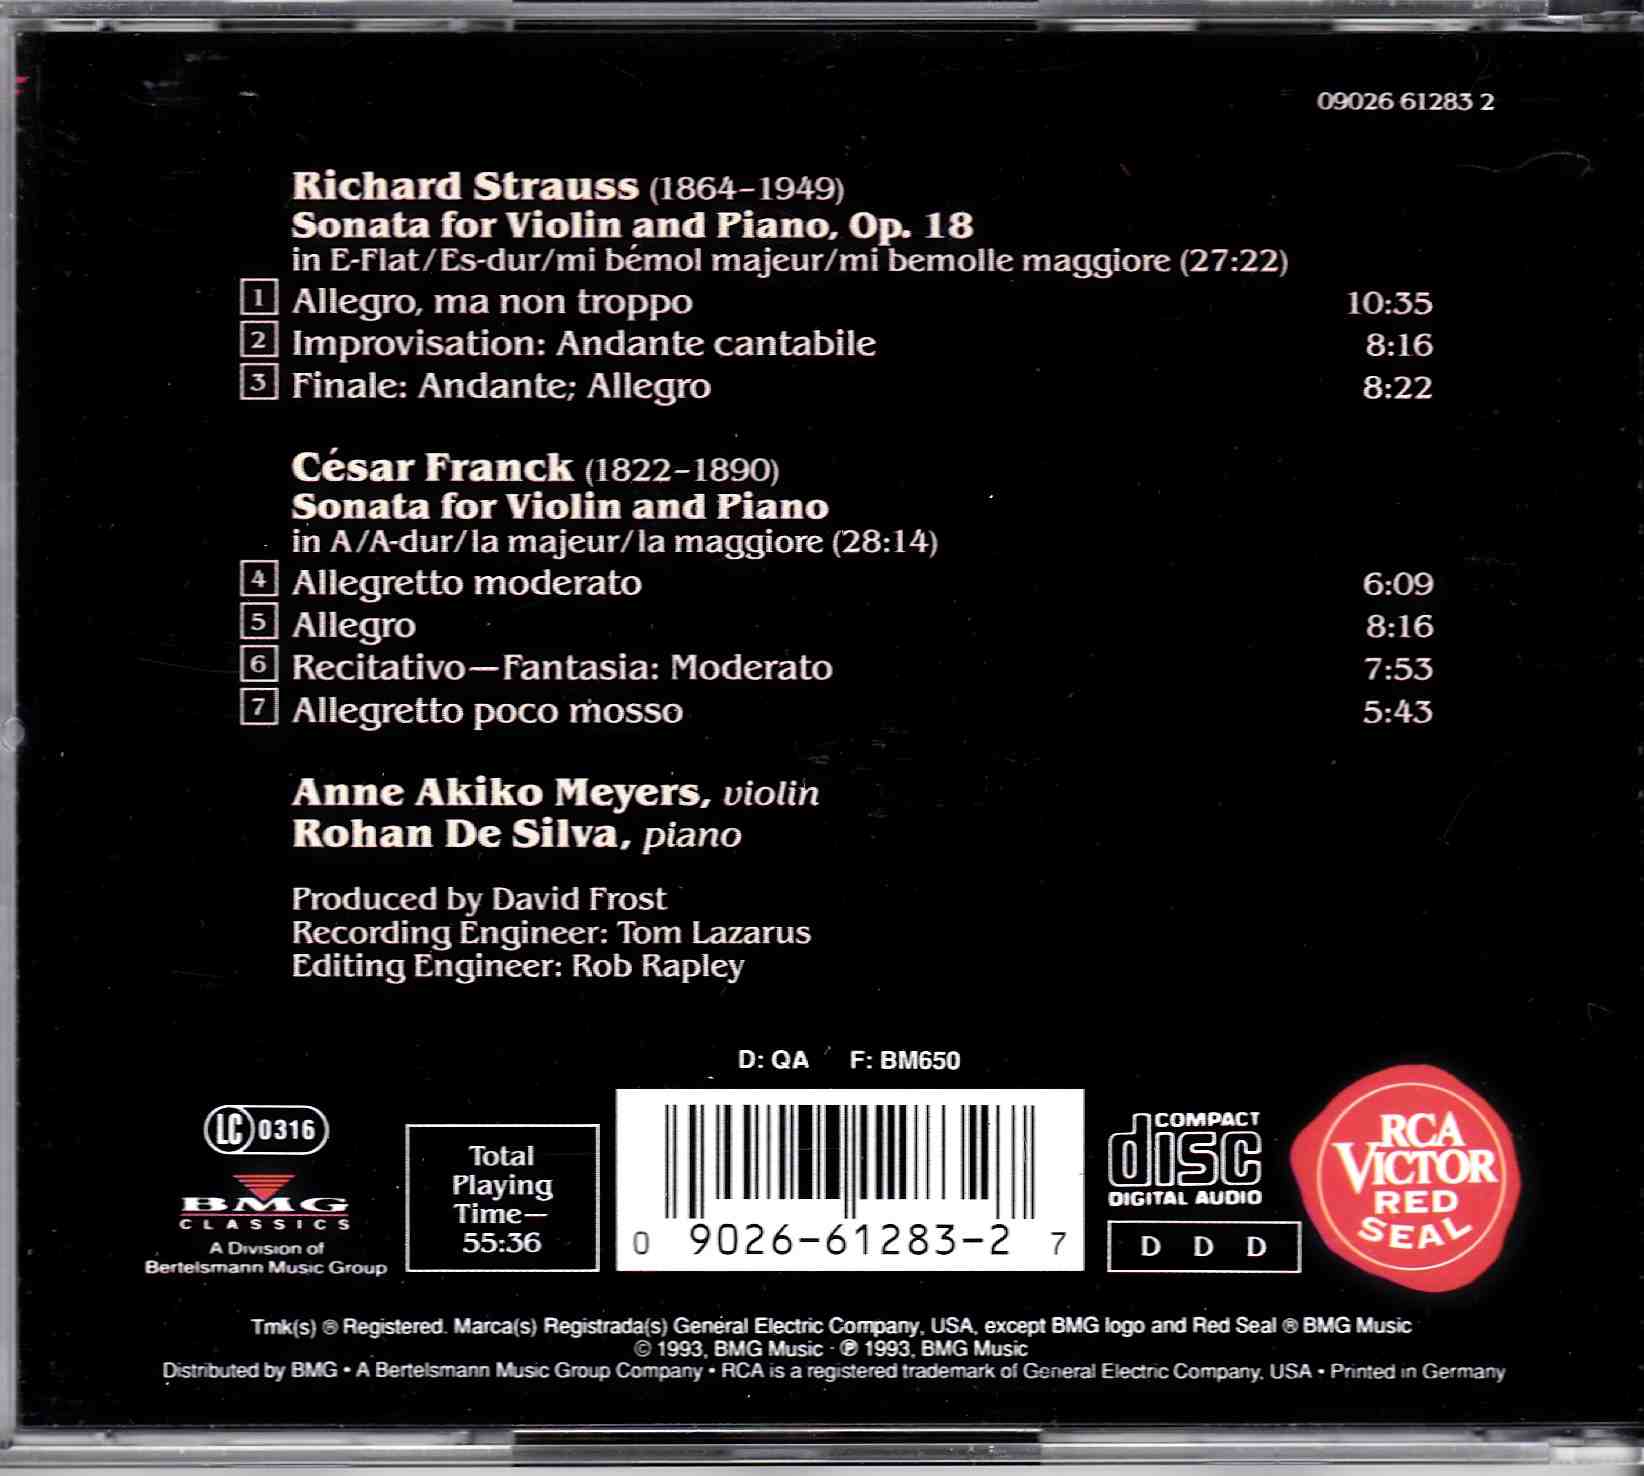 09026 61283 2
Richard Strauss (1864–1949)
Sonata for Violin and Piano, Op. 18
in E-Flat/Es-dur/mi bémol majeur/mi bemolle maggiore (27:22)
1 Allegro, ma non troppo 10:35
2 Improvisation: Andante cantabile 8:16
3 Finale: Andante; Allegro 8:22
César Franck (1822–1890)
Sonata for Violin and Piano
in A/A-dur/la majeur/la maggiore (28:14)
4 Allegretto moderato 6:09
5 Allegro 8:16
6 Recitativo—Fantasia: Moderato 7:53
7 Allegretto poco mosso 5:43
Anne Akiko Meyers, violin
Rohan De Silva, piano
Produced by David Frost
Recording Engineer: Tom Lazarus
Editing Engineer: Rob Rapley
D: QA F: BM650
LC 0316
BMG
CLASSICS
A Division of
Bertelsmann Music Group
Total
Playing
Time—
55:36
0 9026-61283-2 7
COMPACT
disc
DIGITAL AUDIO
D D D
RCA
VICTOR
RED
SEAL
Tmk(s) ® Registered. Marca(s) Registrada(s) General Electric Company, USA, except BMG logo and Red Seal ® BMG Music
© 1993, BMG Music · ℗ 1993, BMG Music
Distributed by BMG • A Bertelsmann Music Group Company • RCA is a registered trademark of General Electric Company, USA • Printed in Germany